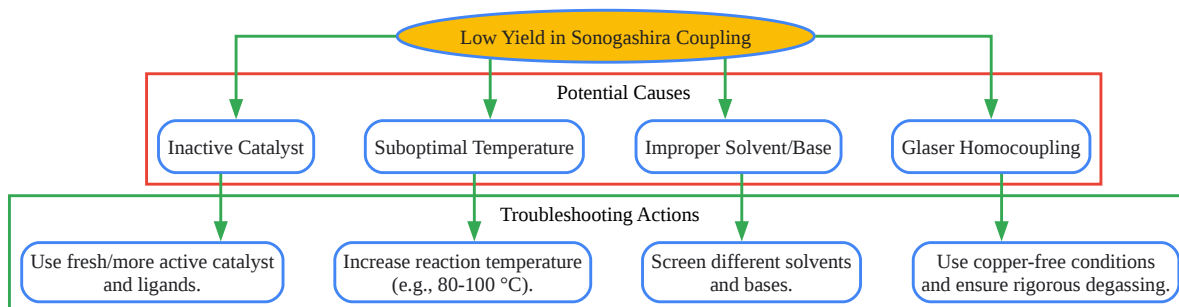 Low Yield in Sonogashira Coupling
Potential Causes
Inactive Catalyst
Suboptimal Temperature
Improper Solvent/Base
Glaser Homocoupling
Troubleshooting Actions
Use fresh/more active catalyst
and ligands.
Increase reaction temperature
(e.g., 80-100 °C).
Screen different solvents
and bases.
Use copper-free conditions
and ensure rigorous degassing.